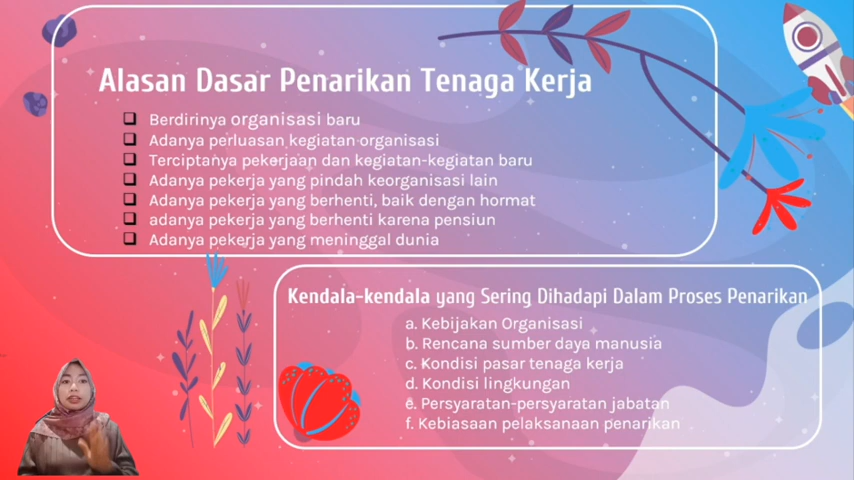 Alasan Dasar Penarikan Tenaga Kerja
Berdirinya organisasi baru
Adanya perluasan kegiatan organisasi
Terciptanya pekerjaan dan kegiatan-kegiatan baru
Adanya pekerja yang pindah keorganisasi lain
Adanya pekerja yang berhenti, baik dengan hormat
adanya pekerja yang berhenti karena pensiun
Adanya pekerja yang meninggal dunia
Kendala-kendala yang Sering Dihadapi Dalam Proses Penarikan
a. Kebijakan Organisasi
b. Rencana sumber daya manusia
c. Kondisi pasar tenaga kerja
d. Kondisi lingkungan
e. Persyaratan-persyaratan jabatan
f. Kebiasaan pelaksanaan penarikan